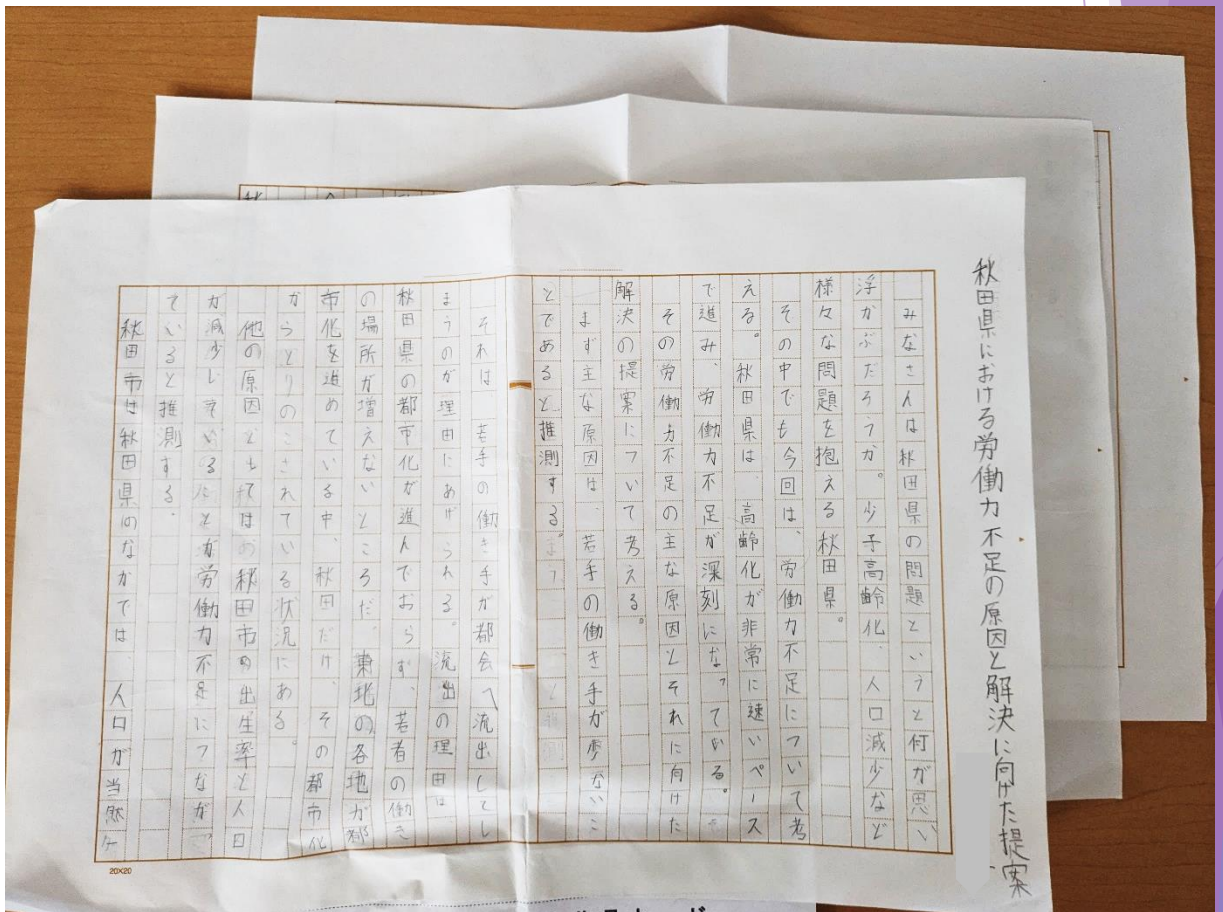 秋田県における労働力不足の原因と解決に向けた提案
みなさんは秋田県の問題というと何が思い
浮かぶだろうか。少子高齢化、人口減少など
様々な問題を抱える秋田県。
その中でも今回は、労働力不足について考
える。秋田県は、高齢化が非常に速いペース
で進み、労働力不足が深刻になっている。
その労働力不足の主な原因とそれに向けた
解決の提案について考える。
まず主な原因は、若手の働き手が少ないこ
とであると推測する。
それは、若手の働き手が都会へ流出してし
まうのが理由にあげられる。流出の理由は、
秋田県の都市化が進んでおらず、若者の働き
の場所が増えないところだ。東北の各地が都
市化を進めている中、秋田だけ、その都市化
からとりのこされている状況にある。
他の原因としては、秋田市の出生率と人口
が減少していることが労働力不足につながっ
ていると推測する。
秋田市は秋田県のなかでは、人口が当然
20×20